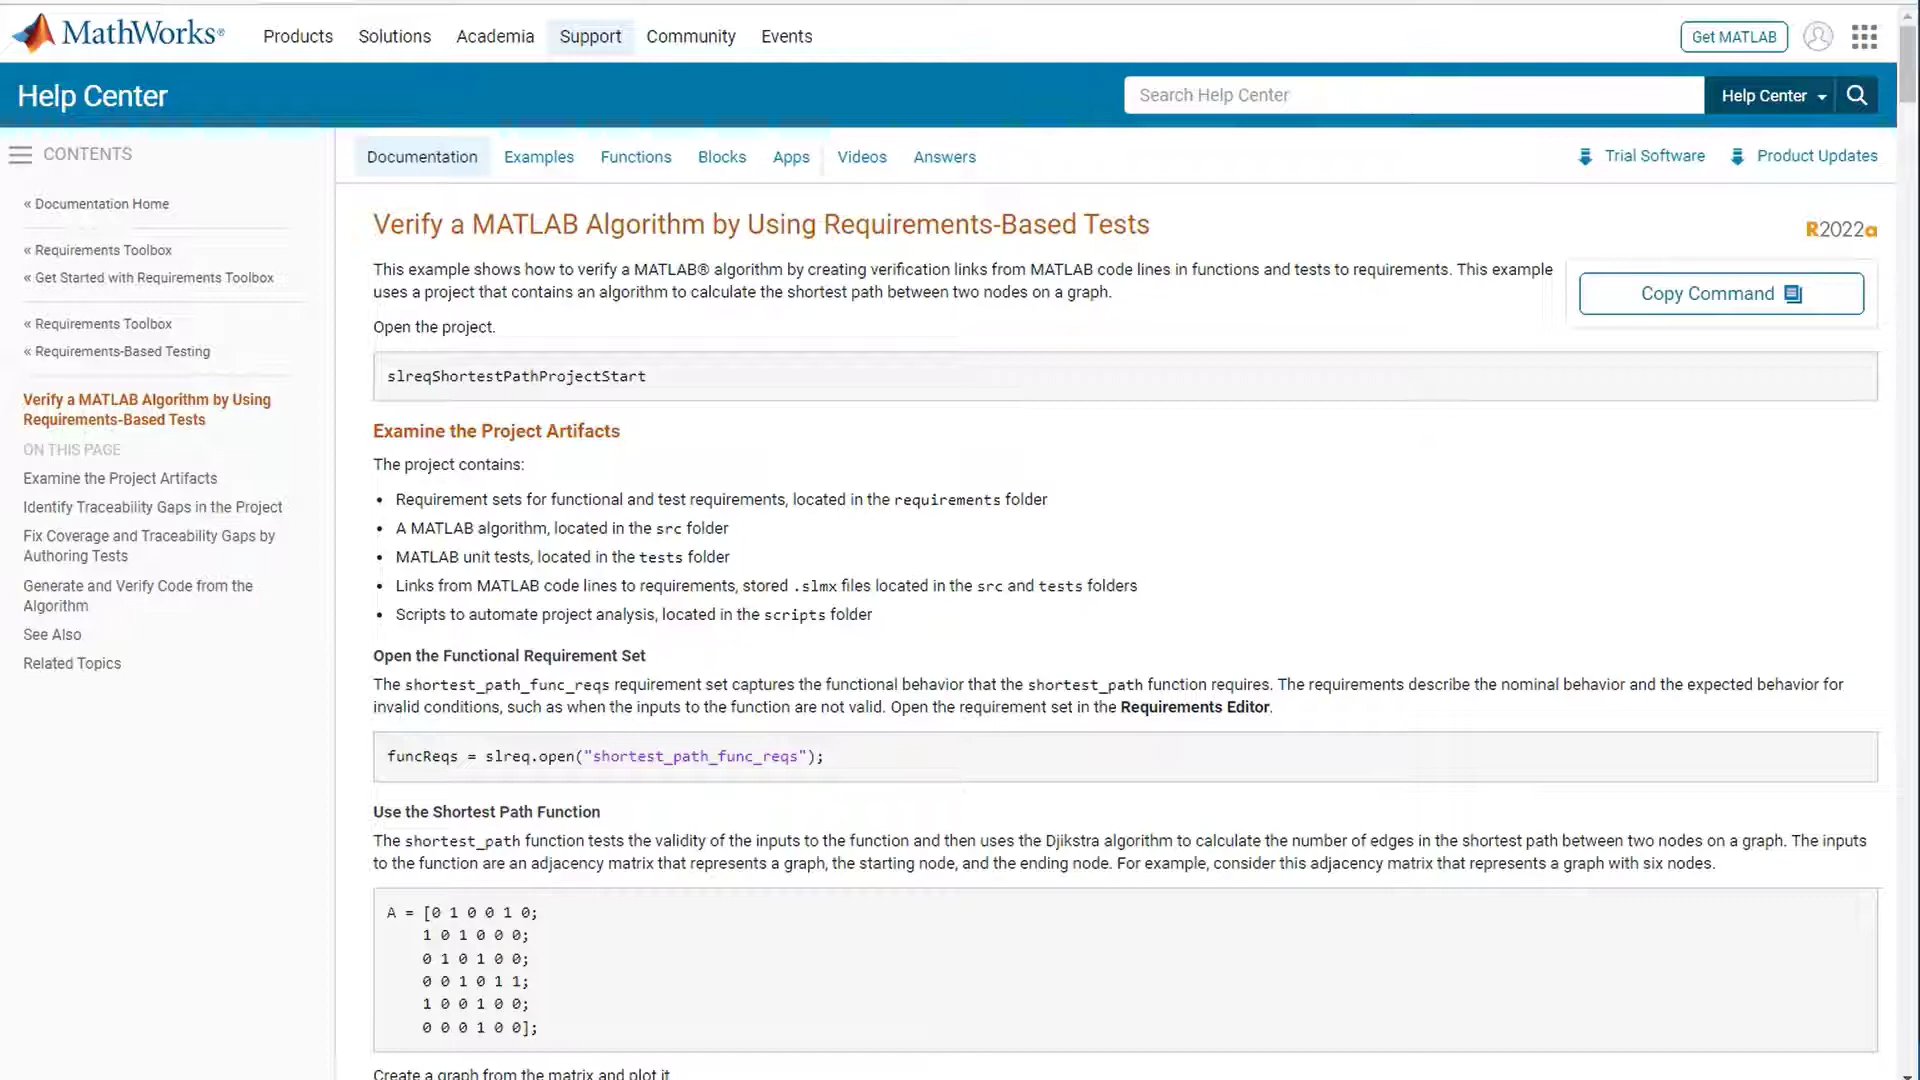 MathWorks®
Products
Solutions
Academia
Support
Community
Events
Get MATLAB
Help Center
Search Help Center
Help Center
CONTENTS
« Documentation Home
« Requirements Toolbox
« Get Started with Requirements Toolbox
« Requirements Toolbox
« Requirements-Based Testing
Verify a MATLAB Algorithm by Using
Requirements-Based Tests
ON THIS PAGE
Examine the Project Artifacts
Identify Traceability Gaps in the Project
Fix Coverage and Traceability Gaps by
Authoring Tests
Generate and Verify Code from the
Algorithm
See Also
Related Topics
Documentation
Examples
Functions
Blocks
Apps
Videos
Answers
Trial Software
Product Updates
Verify a MATLAB Algorithm by Using Requirements-Based Tests
R2022a
This example shows how to verify a MATLAB® algorithm by creating verification links from MATLAB code lines in functions and tests to requirements. This example
uses a project that contains an algorithm to calculate the shortest path between two nodes on a graph.
Copy Command
Open the project.
slreqShortestPathProjectStart
Examine the Project Artifacts
The project contains:
• Requirement sets for functional and test requirements, located in the requirements folder
• A MATLAB algorithm, located in the src folder
• MATLAB unit tests, located in the tests folder
• Links from MATLAB code lines to requirements, stored .slmx files located in the src and tests folders
• Scripts to automate project analysis, located in the scripts folder
Open the Functional Requirement Set
The shortest_path_func_reqs requirement set captures the functional behavior that the shortest_path function requires. The requirements describe the nominal behavior and the expected behavior for
invalid conditions, such as when the inputs to the function are not valid. Open the requirement set in the Requirements Editor.
funcReqs = slreq.open("shortest_path_func_reqs");
Use the Shortest Path Function
The shortest_path function tests the validity of the inputs to the function and then uses the Djikstra algorithm to calculate the number of edges in the shortest path between two nodes on a graph. The inputs
to the function are an adjacency matrix that represents a graph, the starting node, and the ending node. For example, consider this adjacency matrix that represents a graph with six nodes.
A = [0 1 0 0 1 0;
1 0 1 0 0 0;
0 1 0 1 0 0;
0 0 1 0 1 1;
1 0 0 1 0 0;
0 0 0 1 0 0];
Create a graph from the matrix and plot it